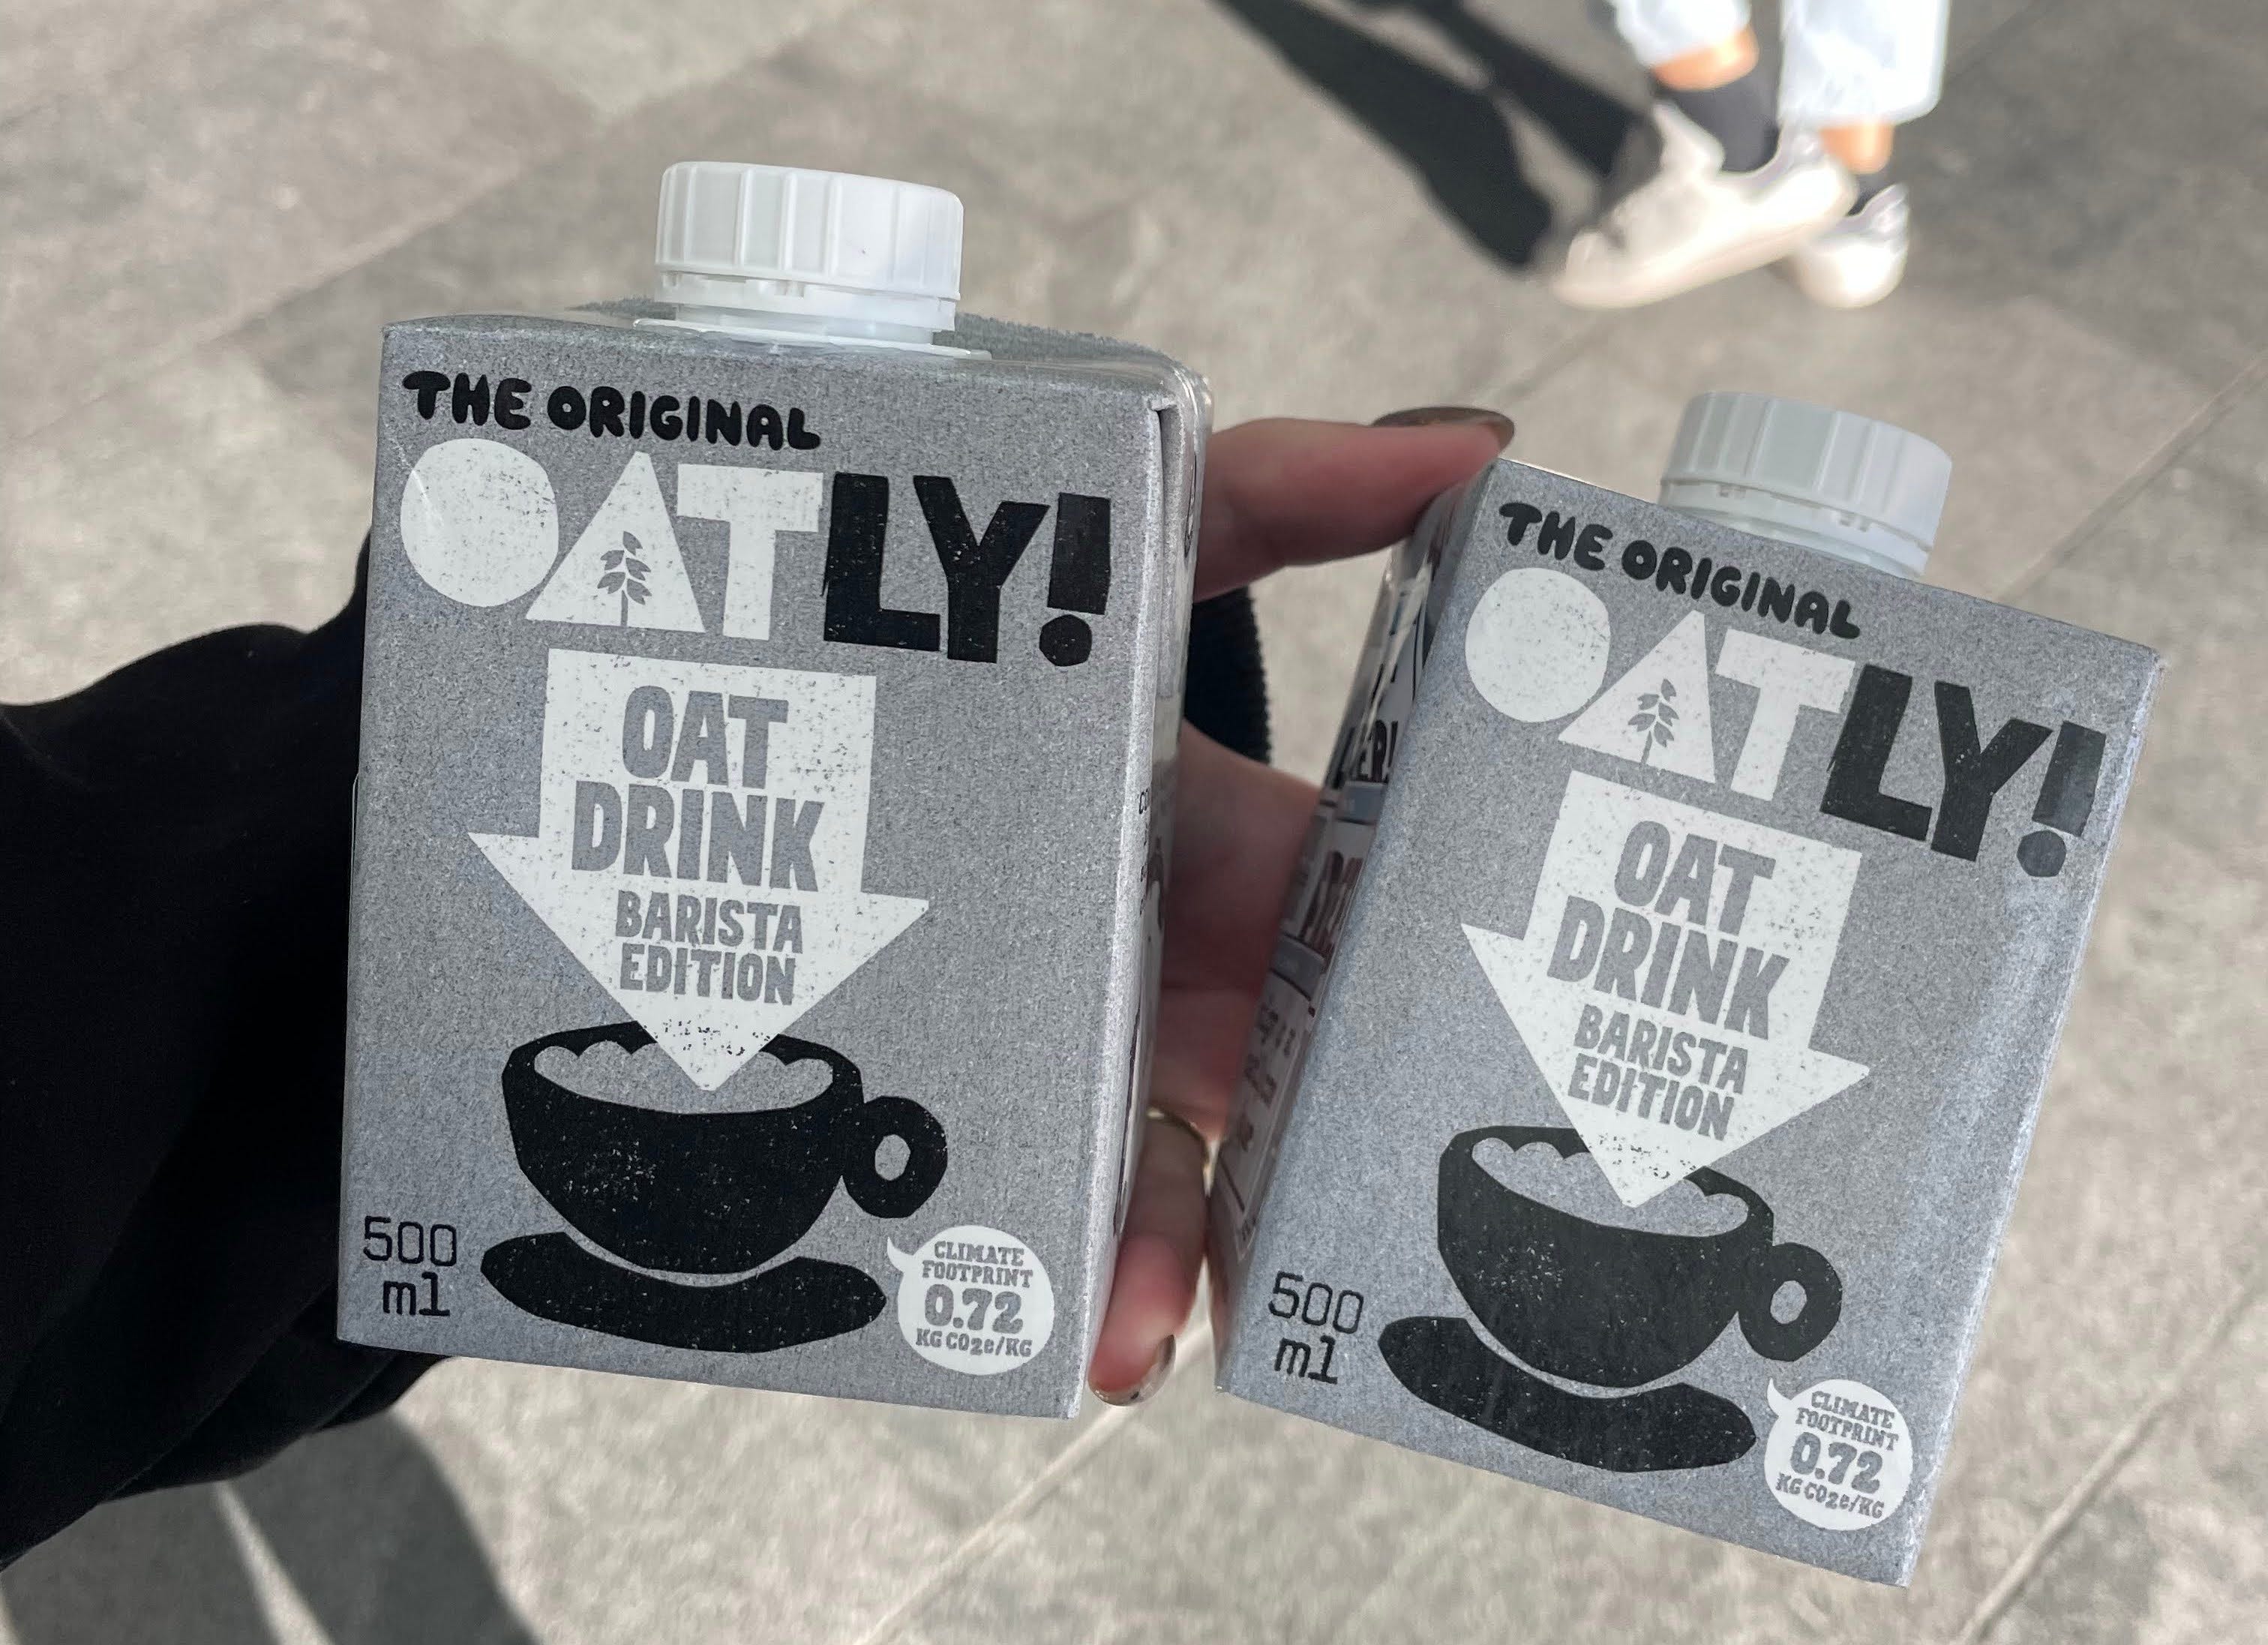 THE ORIGINAL
OATLY!
OAT
DRINK
BARISTA
EDITION
500
ml
CLIMATE
FOOTPRINT
0.72
KG CO2e/KG
THE ORIGINAL
OATLY!
OAT
DRINK
BARISTA
EDITION
500
ml
CLIMATE
FOOTPRINT
0.72
KG CO2e/KG